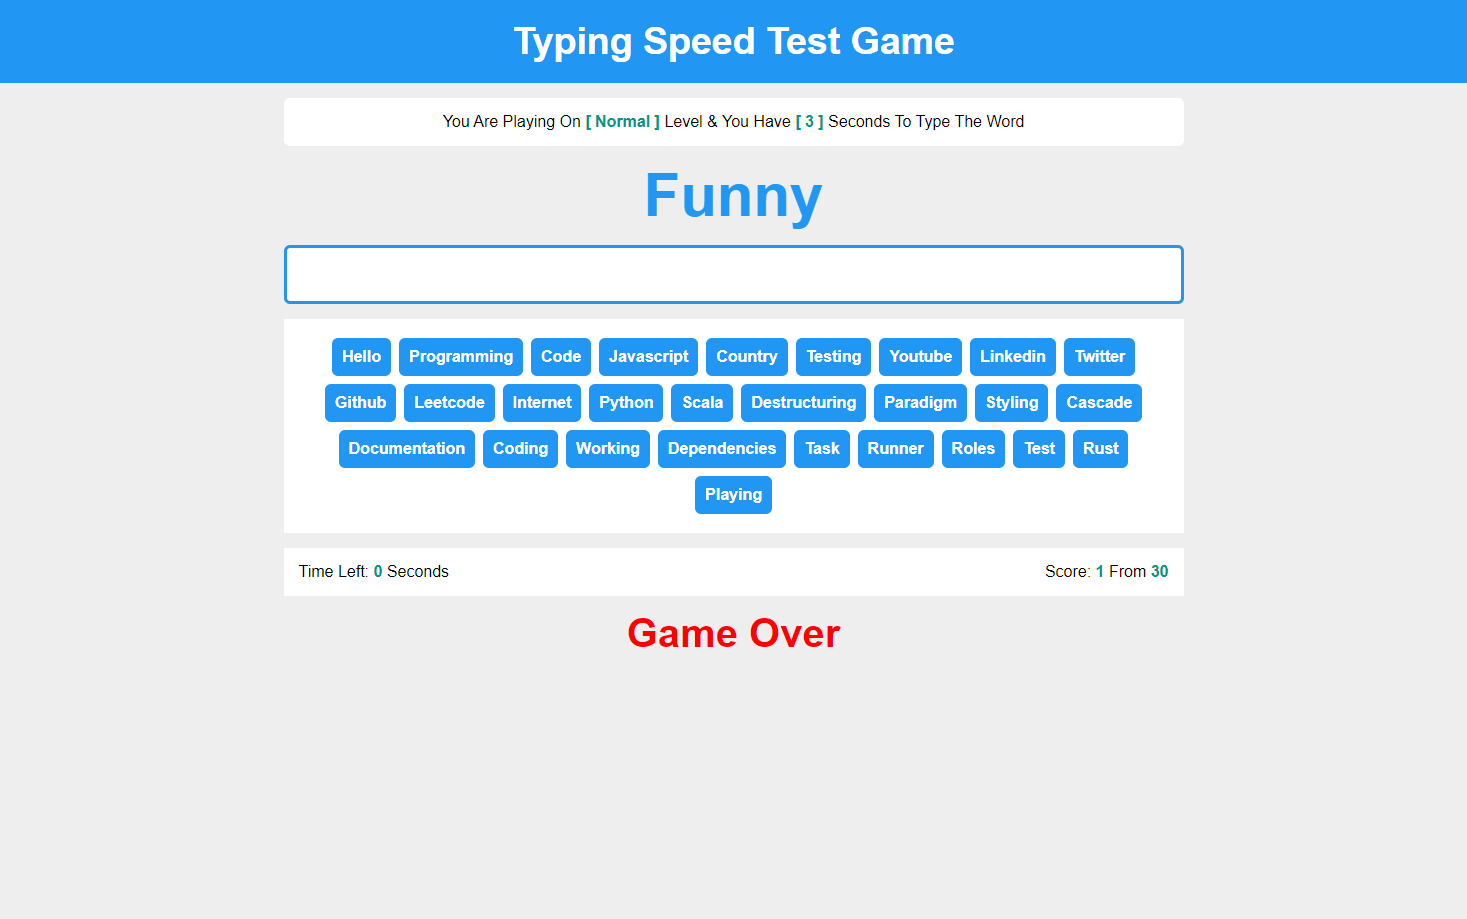 Typing Speed Test Game
You Are Playing On [ Normal ] Level & You Have [ 3 ] Seconds To Type The Word
Funny
Hello Programming Code Javascript Country Testing Youtube Linkedin Twitter
Github Leetcode Internet Python Scala Destructuring Paradigm Styling Cascade
Documentation Coding Working Dependencies Task Runner Roles Test Rust
Playing
Time Left: 0 Seconds Score: 1 From 30
Game Over